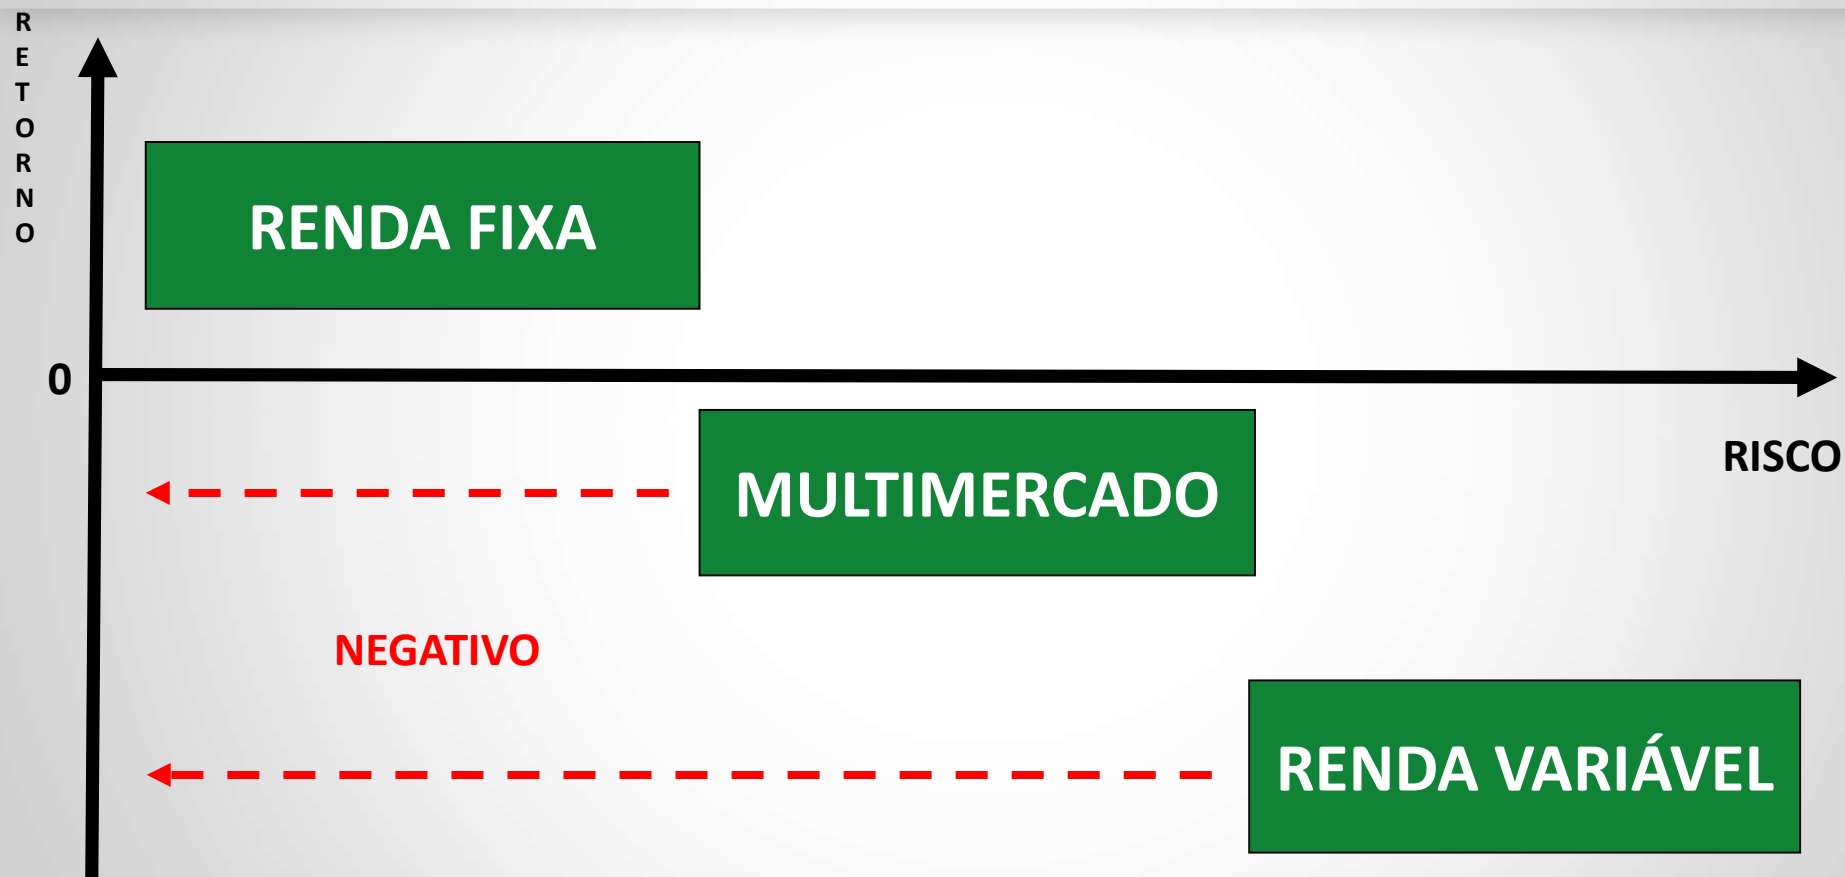 RETORNO
RENDA FIXA
0
RISCO
MULTIMERCADO
NEGATIVO
RENDA VARIÁVEL